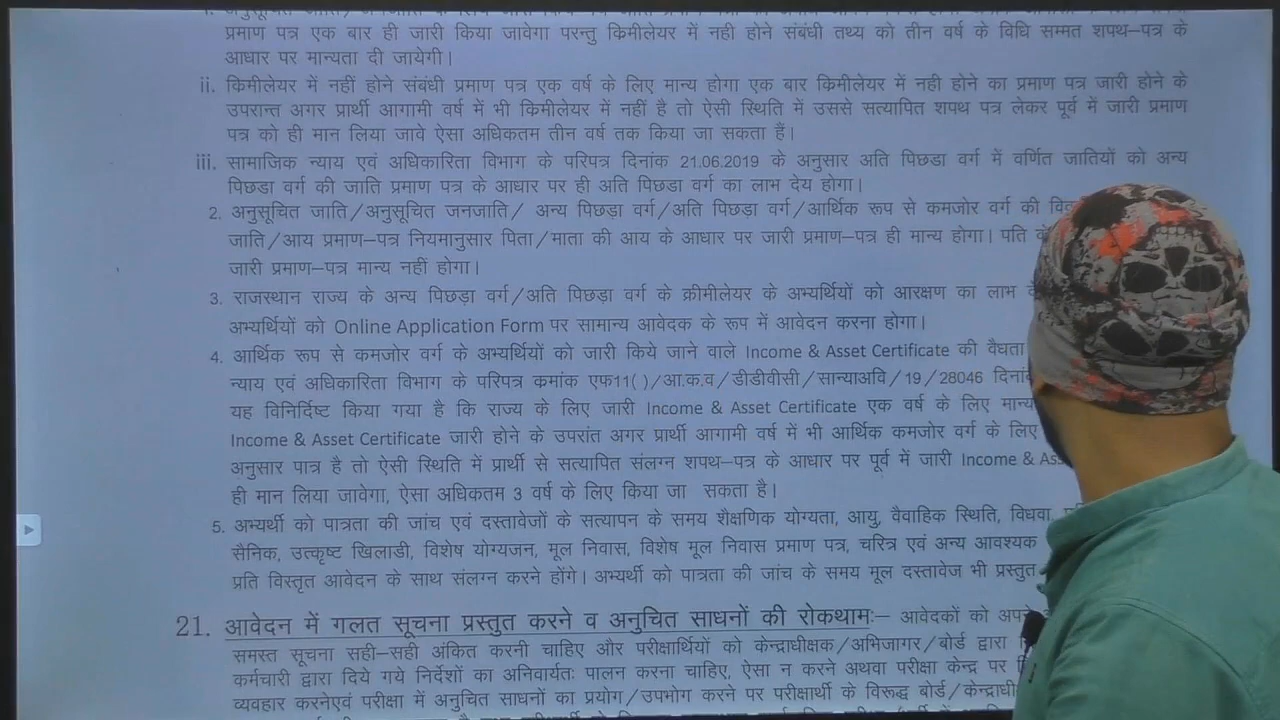 प्रमाण पत्र एक बार ही जारी किया जावेगा परन्तु क्रिमीलेयर में नही होने संबंधी तथ्य को तीन वर्ष के विधि सम्मत शपथ–पत्र के
आधार पर मान्यता दी जायेगी।
ii. किमीलेयर में नहीं होने संबंधी प्रमाण पत्र एक वर्ष के लिए मान्य होगा एक बार क्रिमीलेयर में नही होने का प्रमाण पत्र जारी होने के
उपरान्त अगर प्रार्थी आगामी वर्ष में भी किमीलेयर में नहीं है तो ऐसी स्थिति में उससे सत्यापित शपथ पत्र लेकर पूर्व में जारी प्रमाण
पत्र को ही मान लिया जावे ऐसा अधिकतम तीन वर्ष तक किया जा सकता हैं।
iii. सामाजिक न्याय एवं अधिकारिता विभाग के परिपत्र दिनांक 21.06.2019 के अनुसार अति पिछडा वर्ग में वर्णित जातियों को अन्य
पिछडा वर्ग की जाति प्रमाण पत्र के आधार पर ही अति पिछडा वर्ग का लाभ देय होगा।
2. अनुसूचित जाति/अनुसूचित जनजाति/ अन्य पिछड़ा वर्ग/अति पिछड़ा वर्ग/आर्थिक रूप से कमजोर वर्ग की
जाति/आय प्रमाण–पत्र नियमानुसार पिता/माता की आय के आधार पर जारी प्रमाण–पत्र ही मान्य होगा। पति
जारी प्रमाण–पत्र मान्य नहीं होगा।
3. राजस्थान राज्य के अन्य पिछड़ा वर्ग/अति पिछड़ा वर्ग के क्रीमीलेयर के अभ्यर्थियों को आरक्षण का लाभ
अभ्यर्थियों को Online Application Form पर सामान्य आवेदक के रूप में आवेदन करना होगा।
4. आर्थिक रूप से कमजोर वर्ग के अभ्यर्थियों को जारी किये जाने वाले Income & Asset Certificate की वैधता
न्याय एवं अधिकारिता विभाग के परिपत्र कमांक एफ11( )/आ.क.व/डीडीवीसी/सान्याअवि/19/28046
यह विनिर्दिष्ट किया गया है कि राज्य के लिए जारी Income & Asset Certificate एक वर्ष के लिए मान्य
Income & Asset Certificate जारी होने के उपरांत अगर प्रार्थी आगामी वर्ष में भी आर्थिक कमजोर वर्ग के लिए
अनुसार पात्र है तो ऐसी स्थिति में प्रार्थी से सत्यापित संलग्न शपथ–पत्र के आधार पर पूर्व में जारी Income &
ही मान लिया जावेगा, ऐसा अधिकतम 3 वर्ष के लिए किया जा सकता है।
5. अभ्यर्थी को पात्रता की जांच एवं दस्तावेजों के सत्यापन के समय शैक्षणिक योग्यता, आयु, वैवाहिक स्थिति, विधवा,
सैनिक, उत्कृष्ट खिलाडी, विशेष योग्यजन, मूल निवास, विशेष मूल निवास प्रमाण पत्र, चरित्र एवं अन्य आवश्यक
प्रति विस्तृत आवेदन के साथ संलग्न करने होंगे। अभ्यर्थी को पात्रता की जांच के समय मूल दस्तावेज भी प्रस्तुत
21. आवेदन में गलत सूचना प्रस्तुत करने व अनुचित साधनों की रोकथामः– आवेदकों को
समस्त सूचना सही–सही अंकित करनी चाहिए और परीक्षार्थियों को केन्द्राधीक्षक/अभिजागर/बोर्ड द्वारा
कर्मचारी द्वारा दिये गये निर्देशों का अनिवार्यतः पालन करना चाहिए, ऐसा न करने अथवा परीक्षा केन्द्र पर
व्यवहार करनेएवं परीक्षा में अनुचित साधनों का प्रयोग/उपभोग करने पर परीक्षार्थी के विरूद्ध